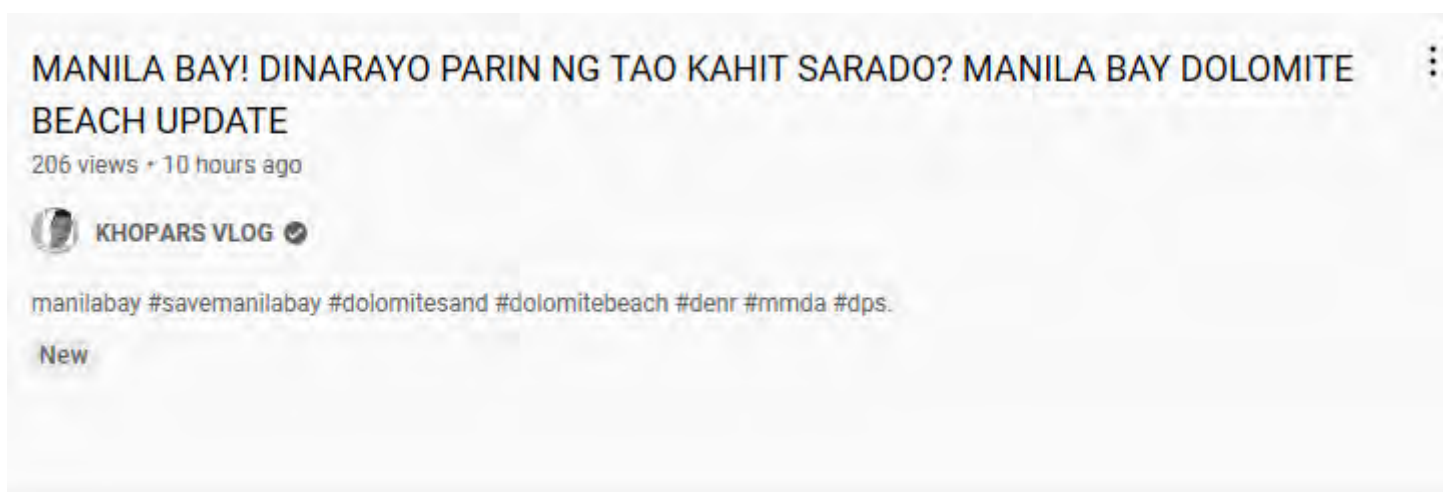 MANILA BAY! DINARAYO PARIN NG TAO KAHIT SARADO? MANILA BAY DOLOMITE
BEACH UPDATE
206 views • 10 hours ago
KHOPARS VLOG
manilabay #savemanilabay #dolomitesand #dolomitebeach #denr #mmda #dps.
New